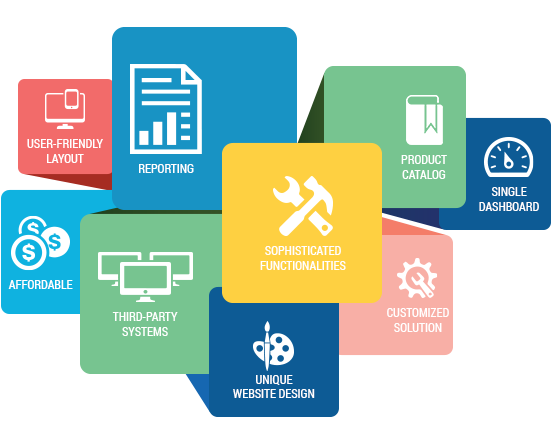 USER-FRIENDLY
LAYOUT
REPORTING
PRODUCT
CATALOG
SINGLE
DASHBOARD
SOPHISTICATED
FUNCTIONALITIES
AFFORDABLE
THIRD-PARTY
SYSTEMS
CUSTOMIZED
SOLUTION
UNIQUE
WEBSITE DESIGN